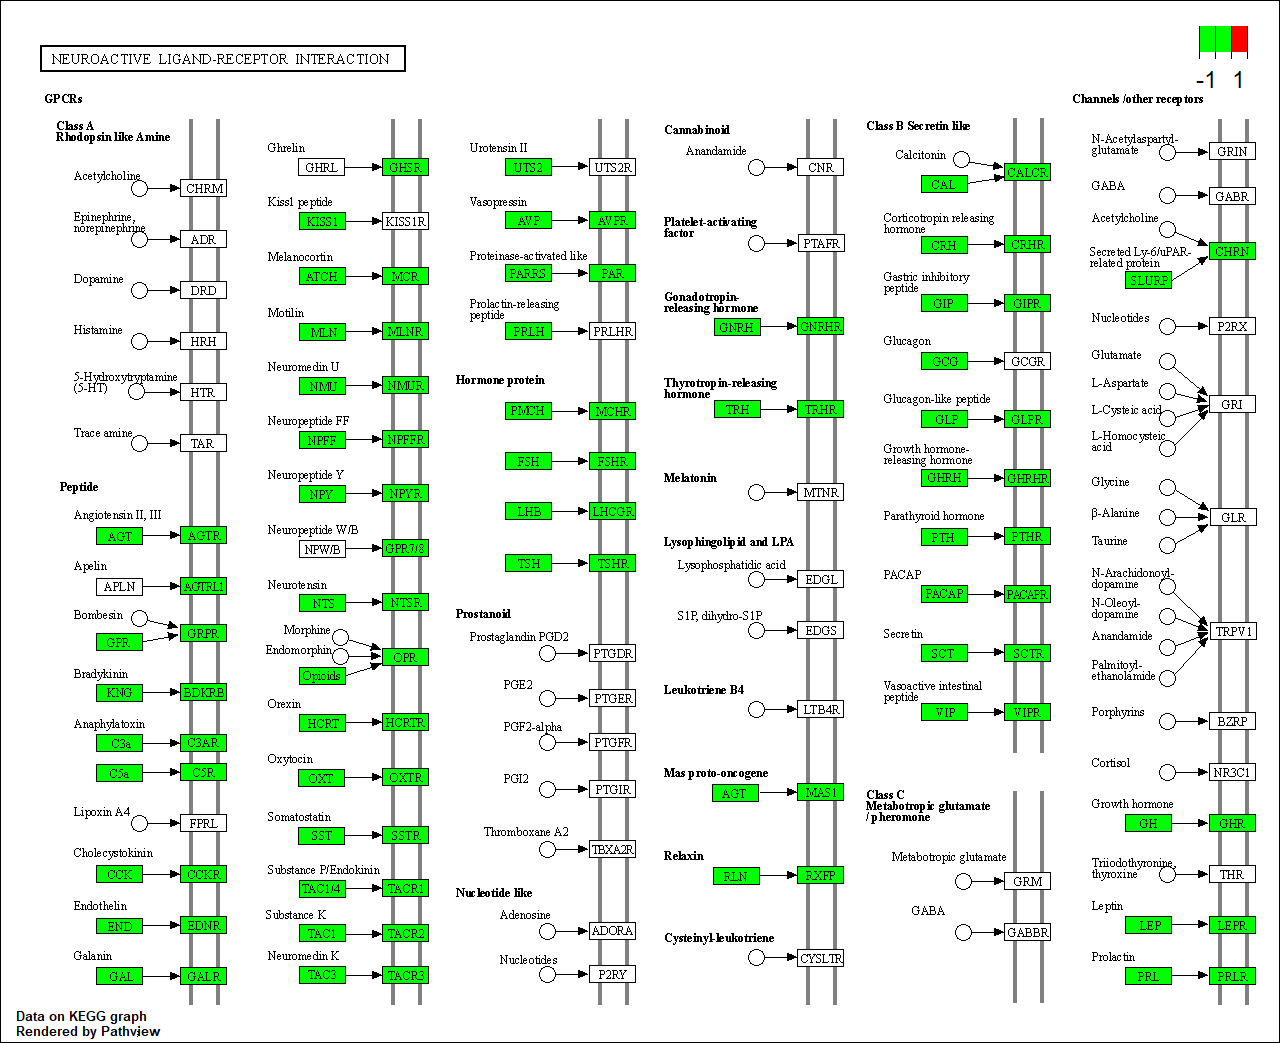 NEUROACTIVE LIGAND-RECEPTOR INTERACTION
-1 1
GPCRs
Class A
Rhodopsin like Amine
Acetylcholine
CHRM
Epinephrine,
norepinephrine
ADR
Dopamine
DRD
Histamine
HRH
5-Hydroxytryptamine
(5-HT)
HTR
Trace amine
TAR
Peptide
Angiotensin II, III
AGT AGTR
Apelin
APLN AGTRL1
Bombesin
GPR GRPR
Bradykinin
KNG BDKRB
Anaphylatoxin
C3a C3AR
C5a C5R
Lipoxin A4
FPRL
Cholecystokinin
CCK CCKR
Endothelin
END EDNR
Galanin
GAL GALR
Ghrelin
GHRL GHSR
Kiss1 peptide
KISS1 KISS1R
Melanocortin
ATCH MCR
Motilin
MLN MLNR
Neuromedin U
NMU NMUR
Neuropeptide FF
NPFF NPFFR
Neuropeptide Y
NPY NPYR
Neuropeptide W/B
NPW/B GPR7/8
Neurotensin
NTS NTSR
Morphine
Endomorphin
Opioids OPR
Orexin
HCRT HCRTR
Oxytocin
OXT OXTR
Somatostatin
SST SSTR
Substance P/Endokinin
TAC1/4 TACR1
Substance K
TAC1 TACR2
Neuromedin K
TAC3 TACR3
Urotensin II
UTS2 UTS2R
Vasopressin
AVP AVPR
Proteinase-activated like
PARRS PAR
Prolactin-releasing
peptide
PRLH PRLHR
Hormone protein
PMCH MCHR
FSH FSHR
LHB LHCGR
TSH TSHR
Prostanoid
Prostaglandin PGD2
PTGDR
PGE2
PTGER
PGF2-alpha
PTGFR
PGI2
PTGIR
Thromboxane A2
TBXA2R
Nucleotide like
Adenosine
ADORA
Nucleotides
P2RY
Cannabinoid
Anandamide
CNR
Platelet-activating
factor
PTAFR
Gonadotropin-
releasing hormone
GNRH GNRHR
Thyrotropin-releasing
hormone
TRH TRHR
Melatonin
MTNR
Lysophingolipid and LPA
Lysophosphatidic acid
EDGL
S1P, dihydro-S1P
EDGS
Leukotriene B4
LTB4R
Mas proto-oncogene
AGT MAS1
Relaxin
RLN RXFP
Cysteinyl-leukotriene
CYSLTR
Class B Secretin like
Calcitonin
CAL CALCR
Corticotropin releasing
hormone
CRH CRHR
Gastric inhibitory
peptide
GIP GIPR
Glucagon
GCG GCGR
Glucagon-like peptide
GLP GLPR
Growth hormone-
releasing hormone
GHRH GHRHR
Parathyroid hormone
PTH PTHR
PACAP
PACAP PACAPR
Secretin
SCT SCTR
Vasoactive intestinal
peptide
VIP VIPR
Class C
Metabotropic glutamate
/pheromone
Metabotropic glutamate
GRM
GABA
GABBR
Channels /other receptors
N-Acetylaspartyl-
glutamate
GRIN
GABA
GABR
Acetylcholine
CHRN
Secreted Ly-6/uPAR-
related protein
SLURP
Nucleotides
P2RX
Glutamate
L-Aspartate
GRI
L-Cysteic acid
L-Homocysteic
acid
Glycine
β-Alanine
GLR
Taurine
N-Arachidonoyl-
dopamine
N-Oleoyl-
dopamine
TRPV1
Anandamide
Palmitoyl-
ethanolamide
Porphyrins
BZRP
Cortisol
NR3C1
Growth hormone
GH GHR
Triiodothyronine,
thyroxine
THR
Leptin
LEP LEPR
Prolactin
PRL PRLR
Data on KEGG graph
Rendered by Pathview